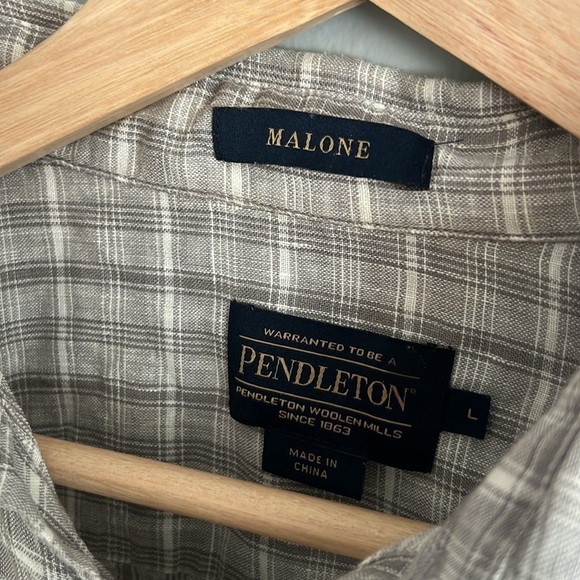 MALONE
WARRANTED TO BE A
PENDLETON®
PENDLETON WOOLEN MILLS
SINCE 1863
L
MADE IN
CHINA